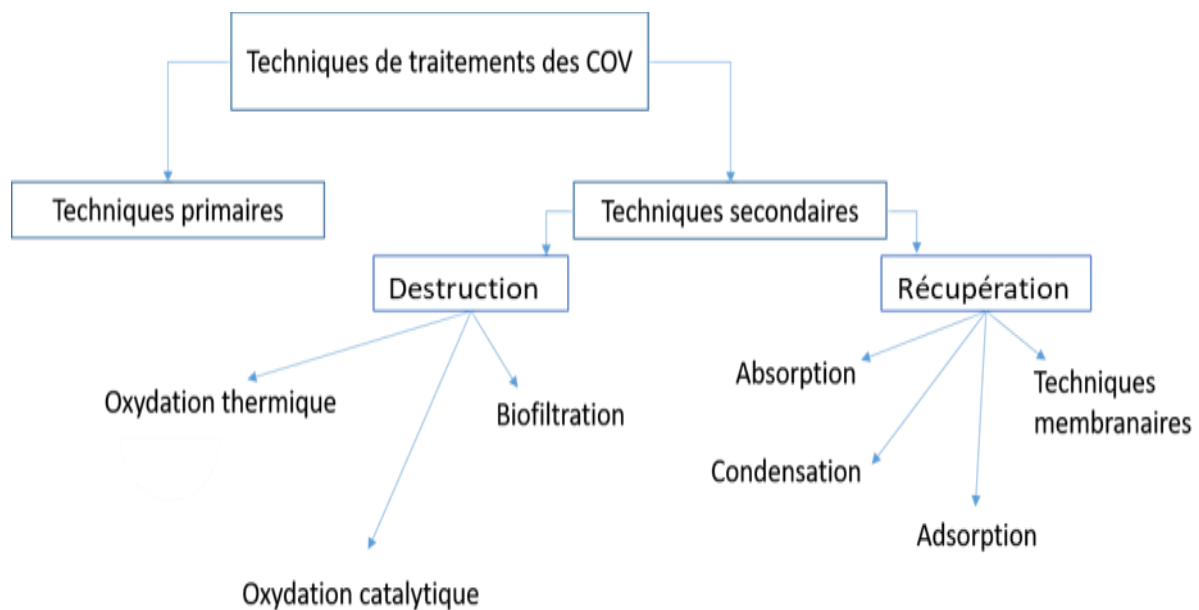 Techniques de traitements des COV
Techniques primaires
Techniques secondaires
Destruction
Récupération
Oxydation thermique
Biofiltration
Oxydation catalytique
Absorption
Techniques
membranaires
Condensation
Adsorption